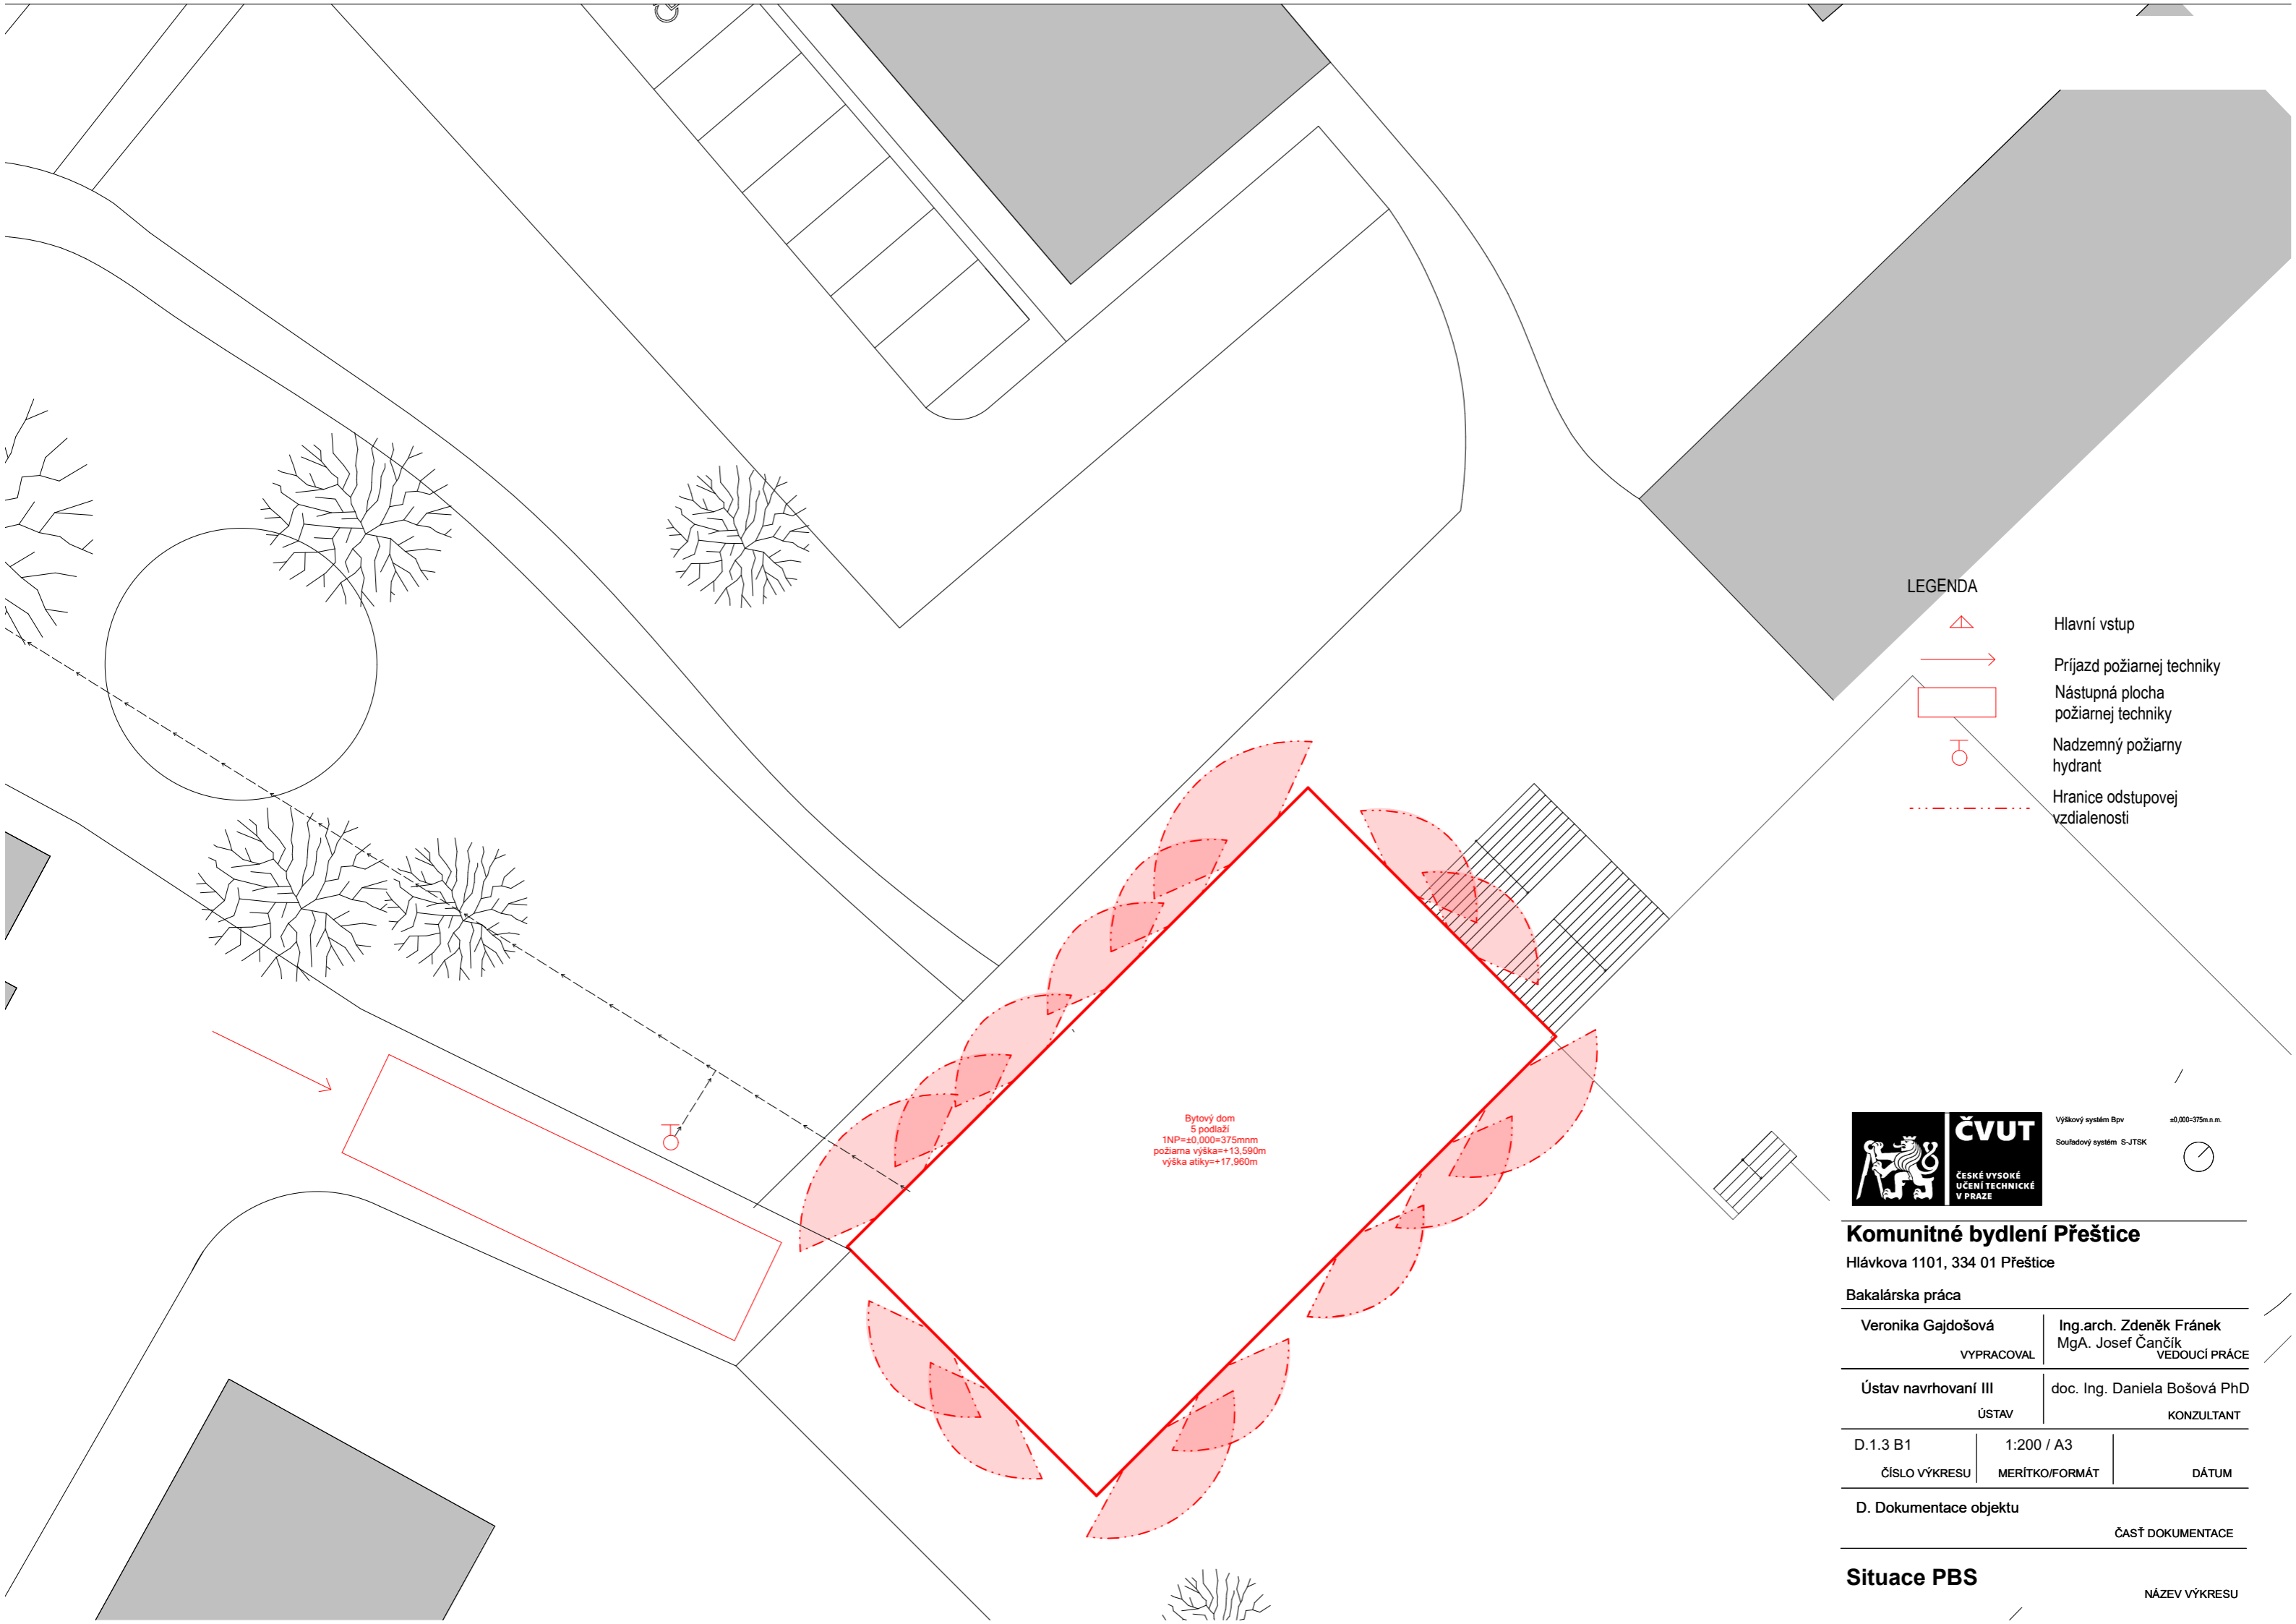 LEGENDA
Hlavní vstup
Príjazd požiarnej techniky
Nástupná plocha
požiarnej techniky
Nadzemný požiarny
hydrant
Hranice odstupovej
vzdialenosti
Bytový dom
5 podlaží
1NP=±0,000=375mnm
požiarna výška=+13,590m
výška atiky=+17,960m
ČVUT
ČESKÉ VYSOKÉ
UČENÍ TECHNICKÉ
V PRAZE
Výškový systém Bpv ±0,000=375m.n.m.
Souřadový systém S-JTSK
Komunitné bydlení Přeštice
Hlávkova 1101, 334 01 Přeštice
Bakalárska práca
Veronika Gajdošová
VYPRACOVAL
Ing.arch. Zdeněk Fránek
MgA. Josef Čančík
VEDOUCÍ PRÁCE
Ústav navrhovaní III
ÚSTAV
doc. Ing. Daniela Bošová PhD
KONZULTANT
D.1.3 B1
ČÍSLO VÝKRESU
1:200 / A3
MERÍTKO/FORMÁT
DÁTUM
D. Dokumentace objektu
ČASŤ DOKUMENTACE
Situace PBS
NÁZEV VÝKRESU